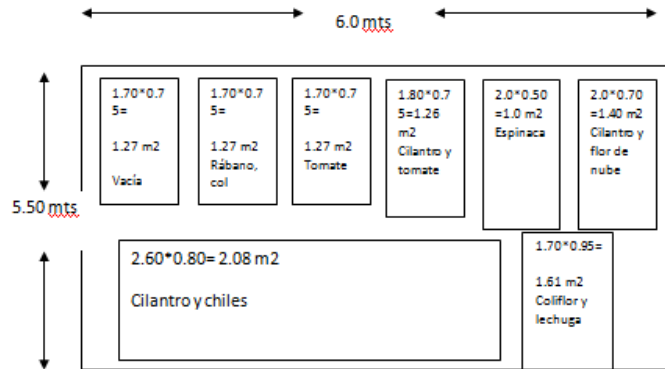 6.0 mts
1.70*0.7
5=
1.27 m2
Vacía
1.70*0.7
5=
1.27 m2
Rábano,
col
1.70*0.7
5=
1.27 m2
Tomate
1.80*0.7
5=1.26
m2
Cilantro y
tomate
2.0*0.50
=1.0 m2
Espinaca
2.0*0.70
=1.40 m2
Cilantro y
flor de
nube
5.50 mts
2.60*0.80= 2.08 m2
Cilantro y chiles
1.70*0.95=
1.61 m2
Coliflor y
lechuga